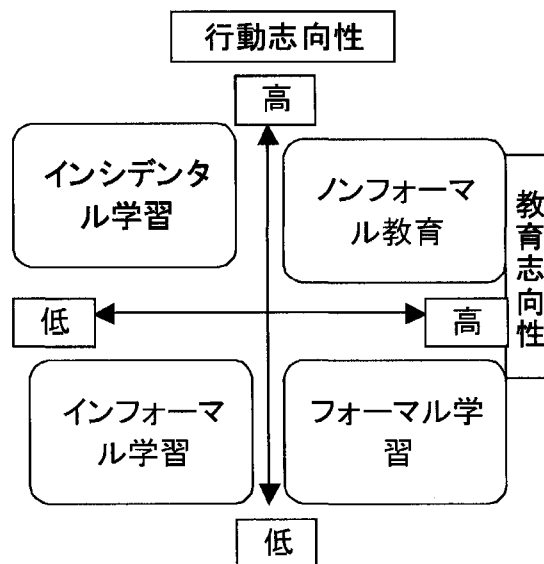 行動志向性
高
インシデンタ
ル学習
ノンフォーマ
ル教育
教育志向性
低
高
インフォーマ
ル学習
フォーマル学
習
低